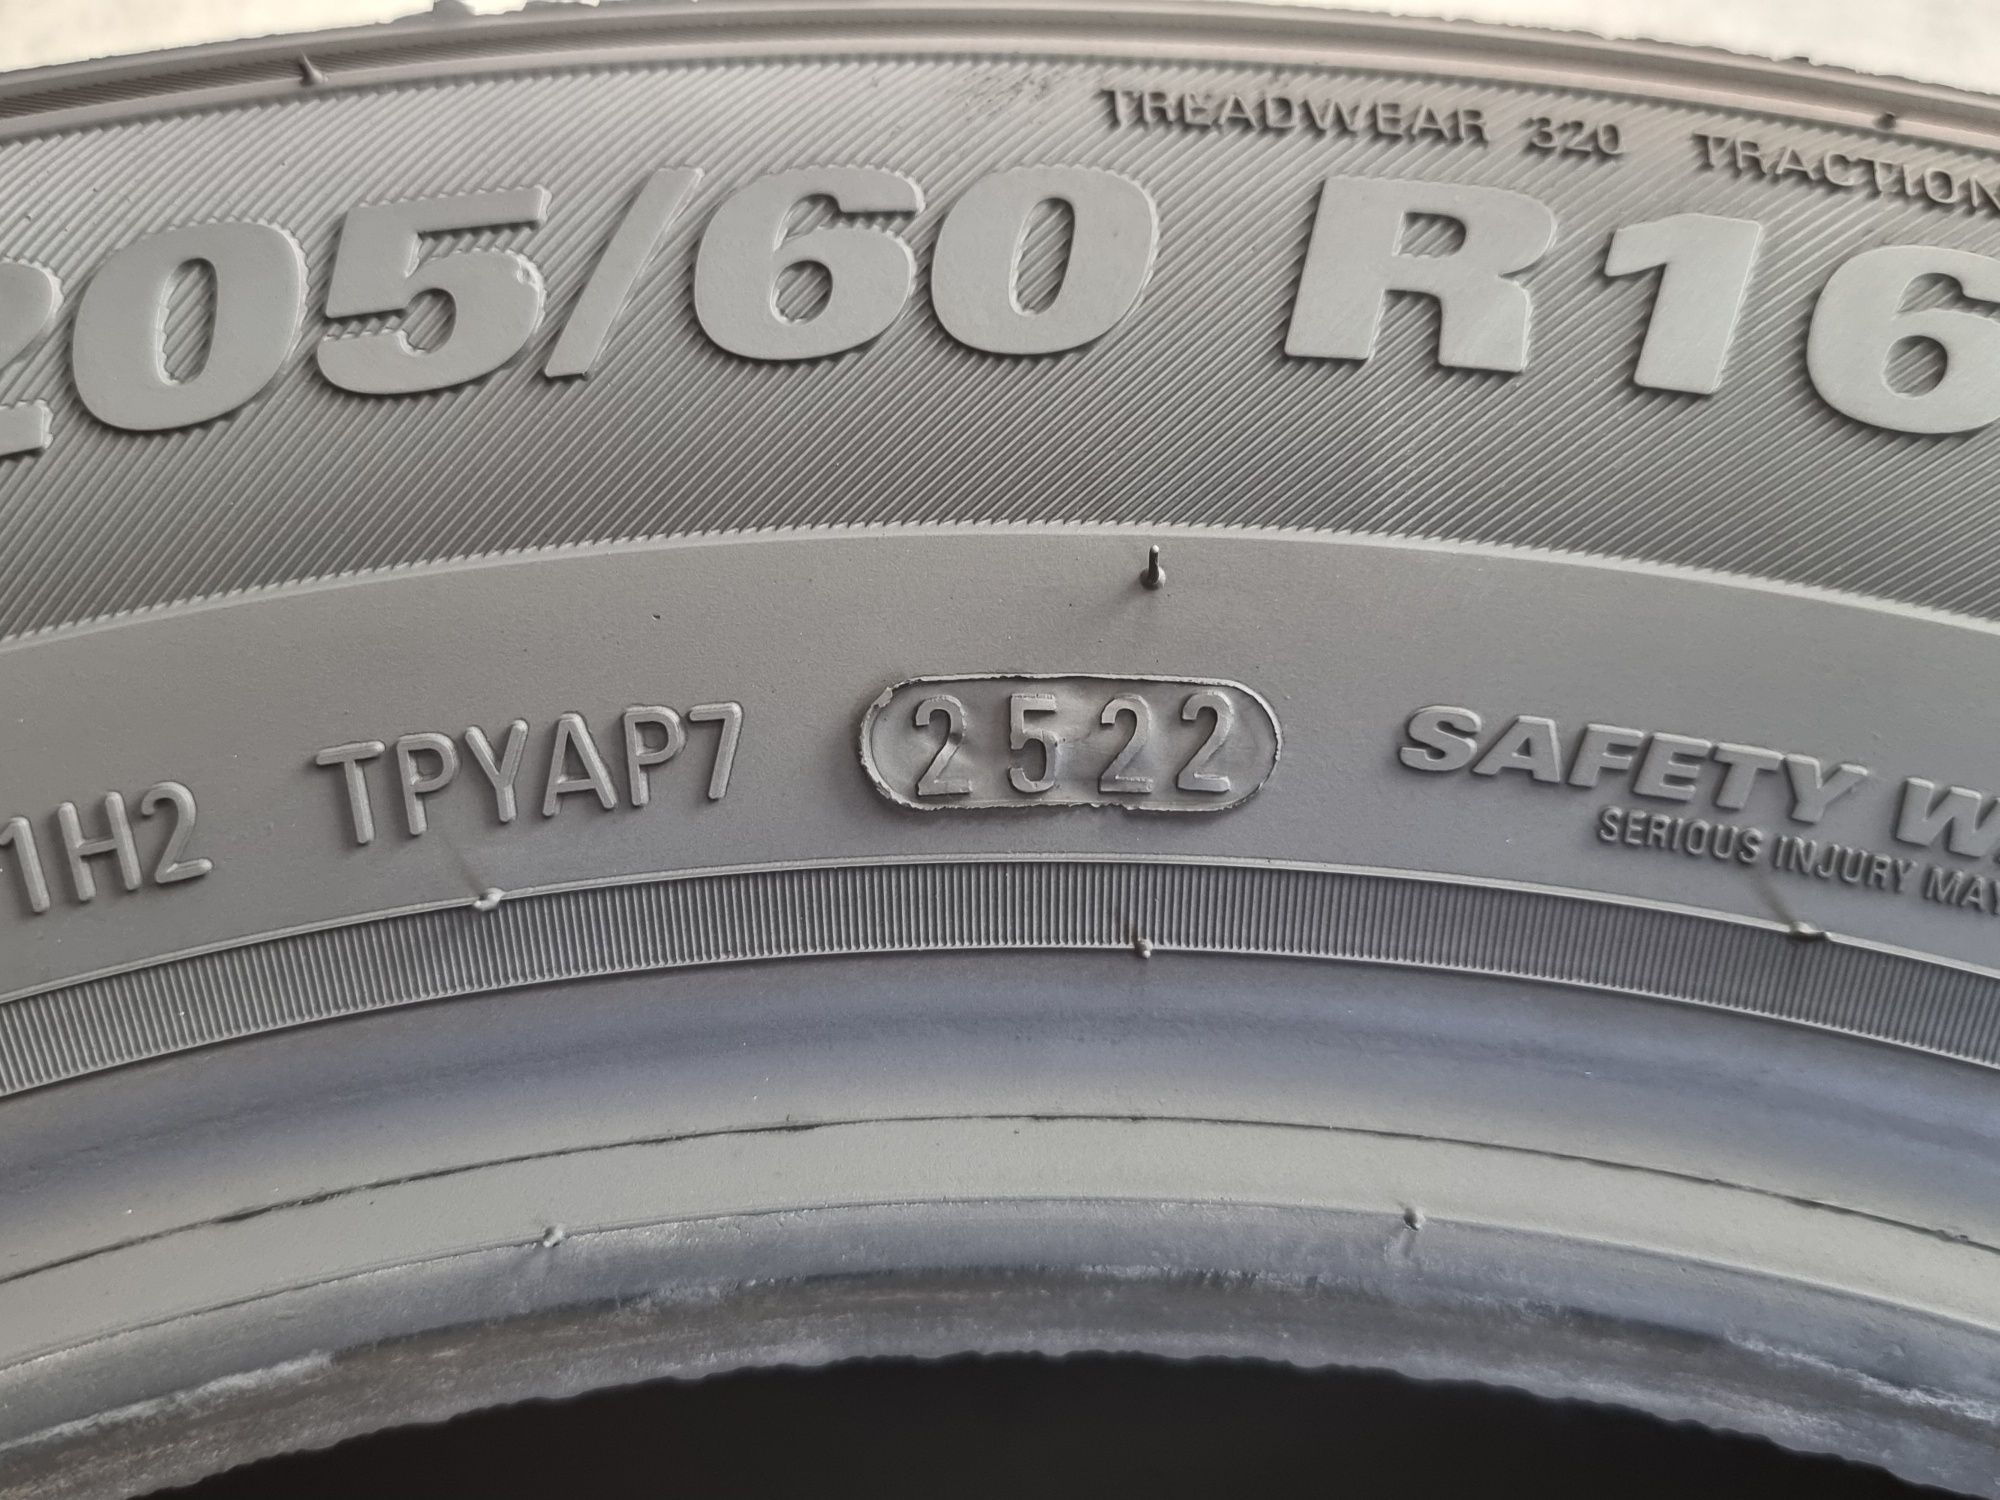 TREADWEAR 320 TRACTION
205/60 R16
1H2 TPYAP7 2522 SAFETY
SERIOUS INJURY MAY